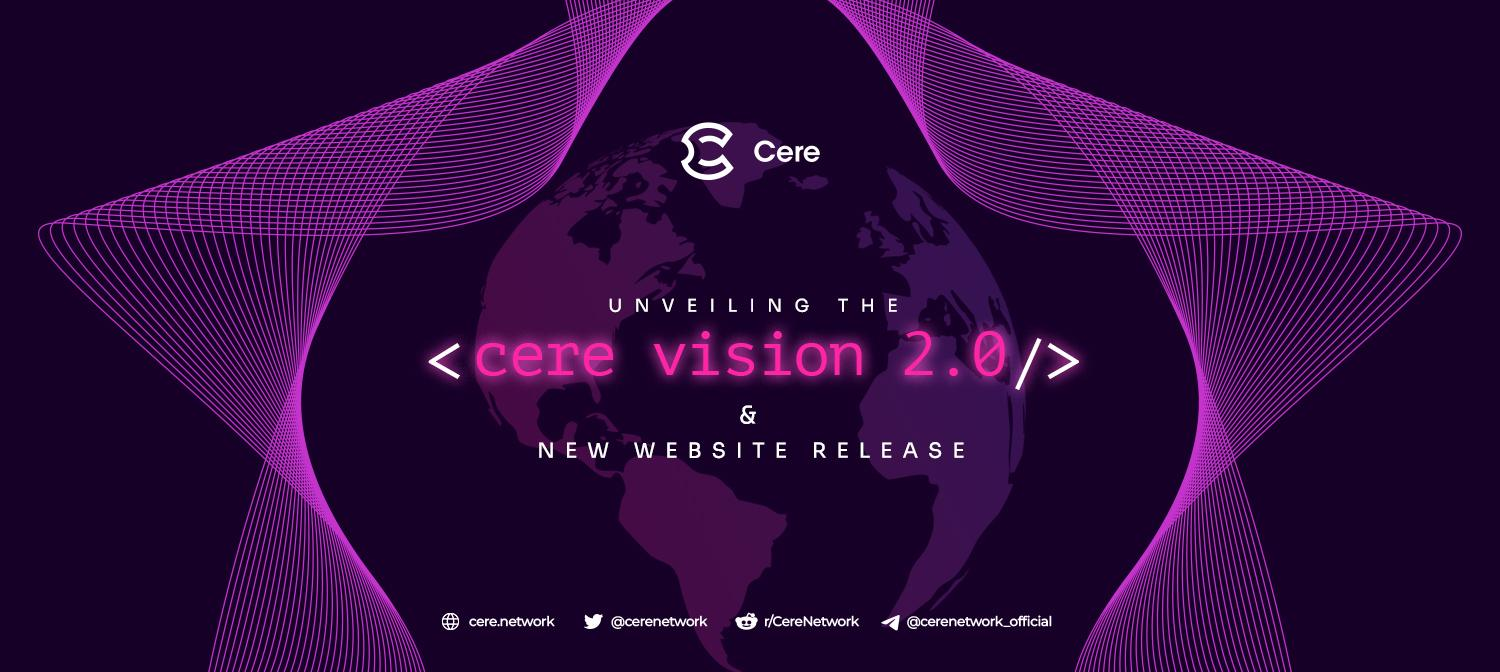 Cere
UNVEILING THE
<cere vision 2.0/>
&
NEW WEBSITE RELEASE
cere.network @cerenetwork r/CereNetwork @cerenetwork_official